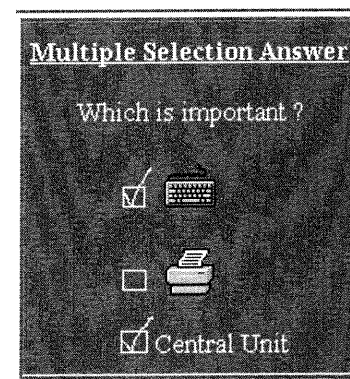 Multiple Selection Answer
Which is important ?
Central Unit